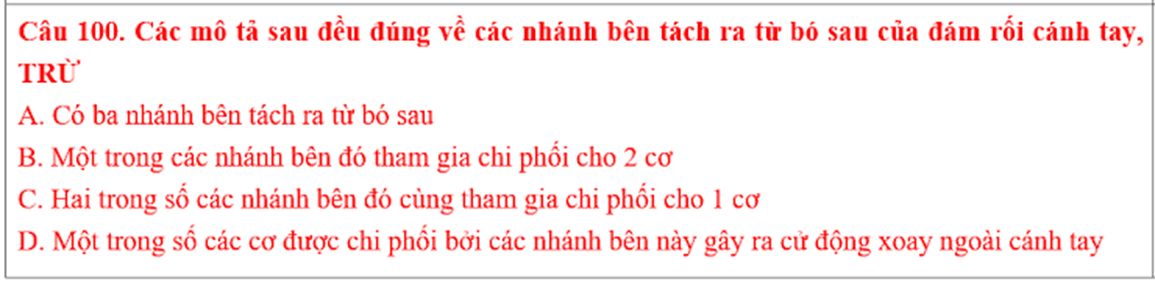 Câu 100. Các mô tả sau đều đúng về các nhánh bên tách ra từ bó sau của đám rối cánh tay,
TRỪ
A. Có ba nhánh bên tách ra từ bó sau
B. Một trong các nhánh bên đó tham gia chi phối cho 2 cơ
C. Hai trong số các nhánh bên đó cùng tham gia chi phối cho 1 cơ
D. Một trong số các cơ được chi phối bởi các nhánh bên này gây ra cử động xoay ngoài cánh tay